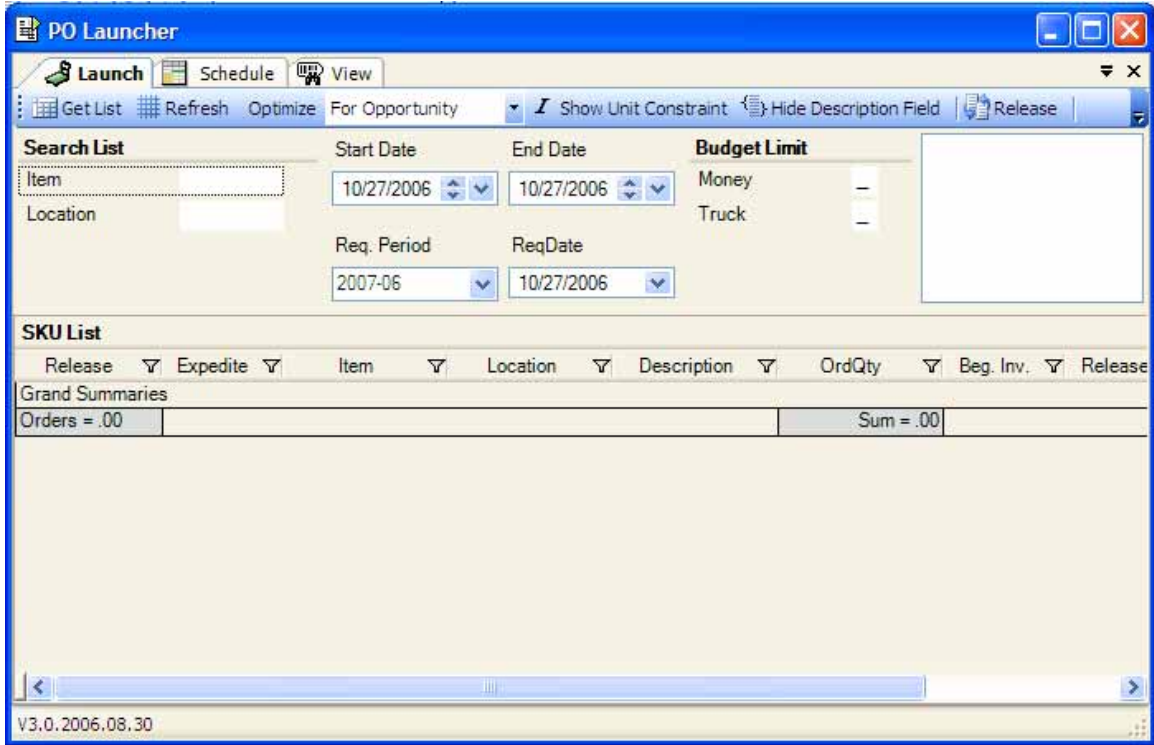 PO Launcher
Launch Schedule View
Get List Refresh Optimize For Opportunity I Show Unit Constraint Hide Description Field Release
Search List Start Date End Date Budget Limit
Item 10/27/2006 10/27/2006 Money _
Location Truck _
Req. Period ReqDate
2007-06 10/27/2006
SKU List
Release Expedite Item Location Description OrdQty Beg. Inv. Release
Grand Summaries
Orders = .00 Sum = .00
V3.0.2006.08.30